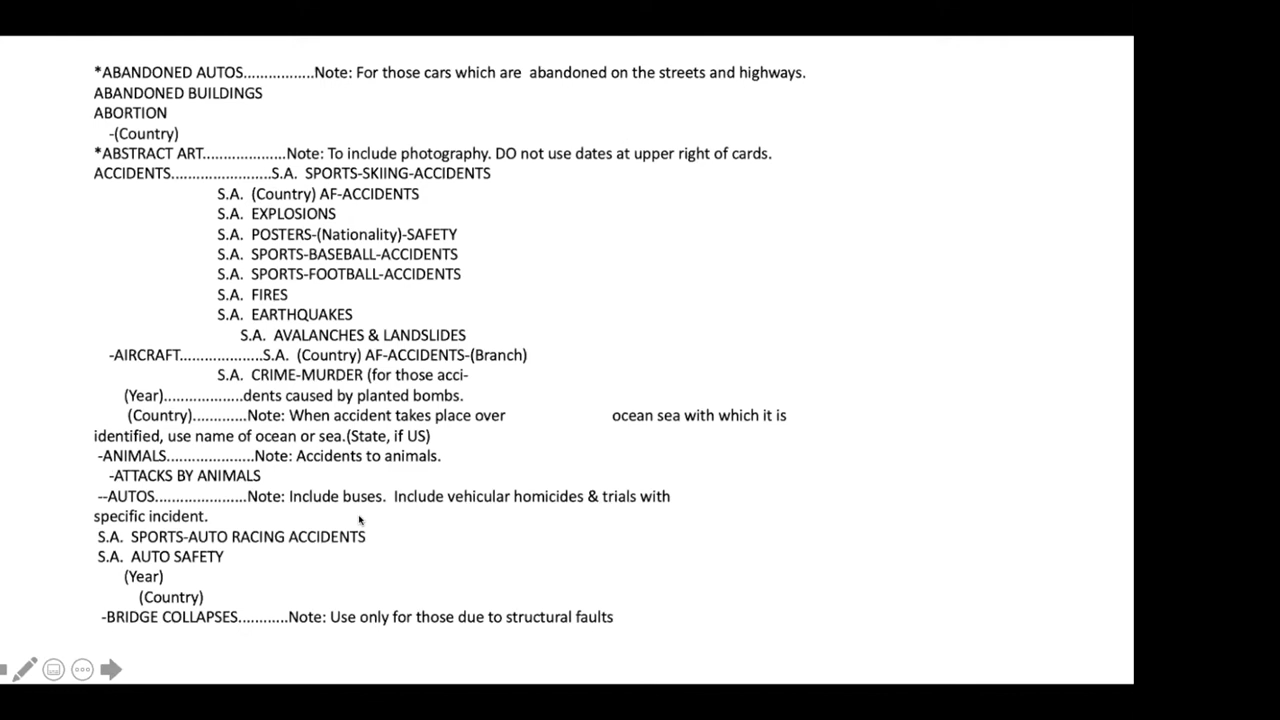 *ABANDONED AUTOS.................Note: For those cars which are  abandoned on the streets and highways.
ABANDONED BUILDINGS
ABORTION
-(Country)
*ABSTRACT ART....................Note: To include photography. DO not use dates at upper right of cards.
ACCIDENTS........................S.A.  SPORTS-SKIING-ACCIDENTS
S.A.  (Country) AF-ACCIDENTS
S.A.  EXPLOSIONS
S.A.  POSTERS-(Nationality)-SAFETY
S.A.  SPORTS-BASEBALL-ACCIDENTS
S.A.  SPORTS-FOOTBALL-ACCIDENTS
S.A.  FIRES
S.A.  EARTHQUAKES
S.A.  AVALANCHES & LANDSLIDES
-AIRCRAFT....................S.A.  (Country) AF-ACCIDENTS-(Branch)
S.A.  CRIME-MURDER (for those acci-
(Year)...................dents caused by planted bombs.
(Country).............Note: When accident takes place over ocean sea with which it is
identified, use name of ocean or sea.(State, if US)
-ANIMALS.....................Note: Accidents to animals.
-ATTACKS BY ANIMALS
--AUTOS......................Note: Include buses.  Include vehicular homicides & trials with
specific incident.
S.A.  SPORTS-AUTO RACING ACCIDENTS
S.A.  AUTO SAFETY
(Year)
(Country)
-BRIDGE COLLAPSES............Note: Use only for those due to structural faults